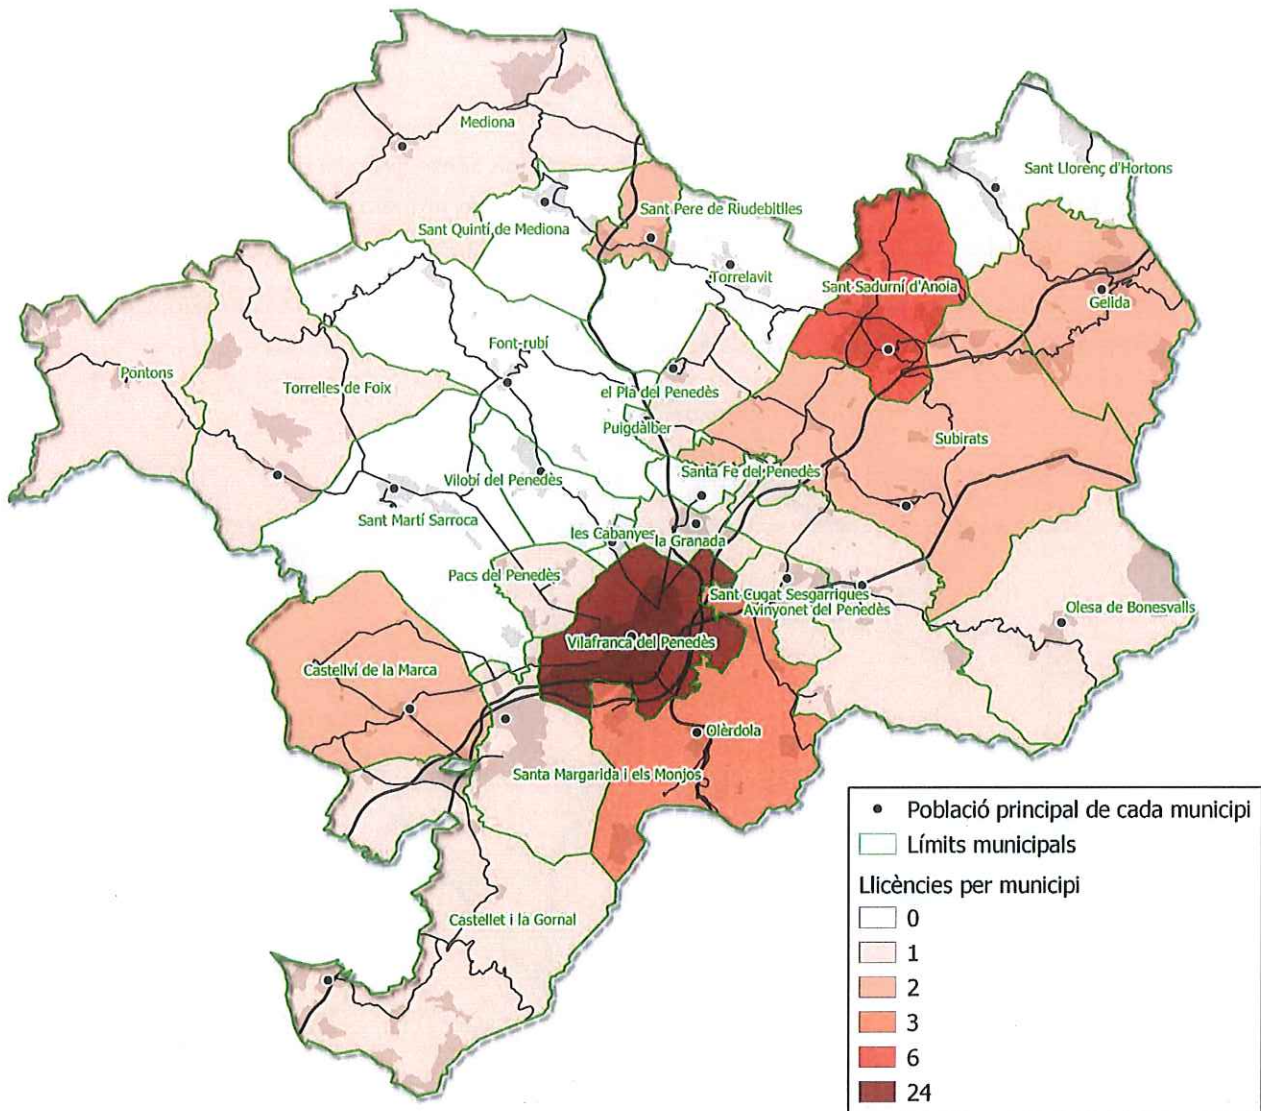 Mediona
Sant Llorenç d'Hortons
Sant Pere de Riudebitlles
Sant Quintí de Mediona
Torrelavit
Sant Sadurní d'Anoia
Gelida
Font-rubí
Pontons
Torrelles de Foix
el Pla del Penedès
Puigdàlber
Subirats
Santa Fe del Penedès
Vilobí del Penedès
Sant Martí Sarroca
les Cabanyes
la Granada
Pacs del Penedès
Sant Cugat Sesgarrigues
Avinyonet del Penedès
Olesa de Bonesvalls
Vilafranca del Penedès
Castellví de la Marca
Olèrdola
Santa Margarida i els Monjos
Castellet i la Gornal
Població principal de cada municipi
Límits municipals
Llicències per municipi
0
1
2
3
6
24